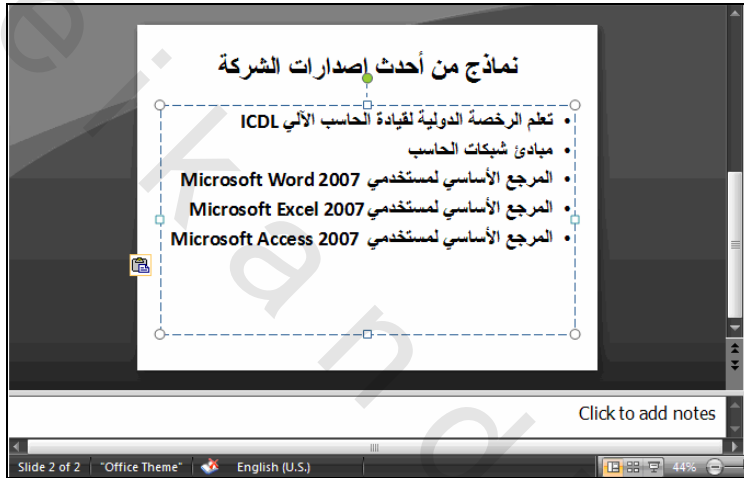 نماذج من أحدث إصدارات الشركة
• تعلم الرخصة الدولية لقيادة الحاسب الآلي ICDL
• مبادئ شبكات الحاسب
• المرجع الأساسي لمستخدمي Microsoft Word 2007
• المرجع الأساسي لمستخدمي Microsoft Excel 2007
• المرجع الأساسي لمستخدمي Microsoft Access 2007
Click to add notes
Slide 2 of 2 "Office Theme" English (U.S.) 44%